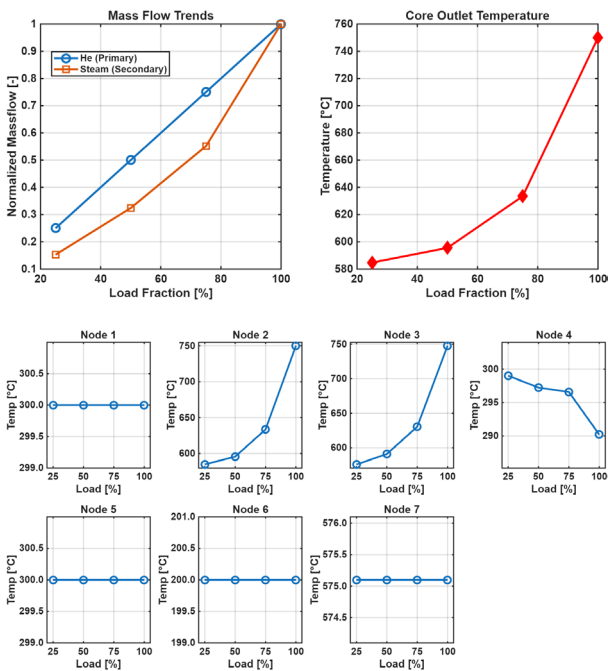 Mass Flow Trends
Normalized Massflow [-]
1
0.9
0.8
0.7
0.6
0.5
0.4
0.3
0.2
0.1
He (Primary)
Steam (Secondary)
20 40 60 80 100
Load Fraction [%]
Core Outlet Temperature
Temperature [°C]
760
740
720
700
680
660
640
620
600
580
20 40 60 80 100
Load Fraction [%]
Node 1
Temp [°C]
300.5
300.0
299.5
299.0
25 50 75 100
Load [%]
Node 2
Temp [°C]
750
700
650
600
25 50 75 100
Load [%]
Node 3
Temp [°C]
750
700
650
600
25 50 75 100
Load [%]
Node 4
Temp [°C]
300
295
290
25 50 75 100
Load [%]
Node 5
Temp [°C]
300.5
300.0
299.5
299.0
25 50 75 100
Load [%]
Node 6
Temp [°C]
201.0
200.5
200.0
199.5
199.0
25 50 75 100
Load [%]
Node 7
Temp [°C]
576.0
575.5
575.0
574.5
25 50 75 100
Load [%]